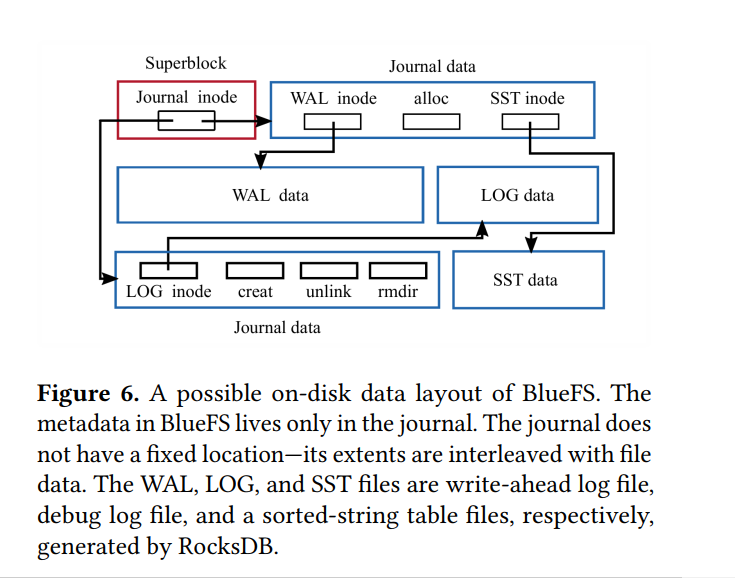 Superblock
Journal data
Journal inode
WAL inode
alloc
SST inode
WAL data
LOG data
LOG inode
creat
unlink
rmdir
SST data
Journal data
Figure 6. A possible on-disk data layout of BlueFS. The
metadata in BlueFS lives only in the journal. The journal does
not have a fixed location—its extents are interleaved with file
data. The WAL, LOG, and SST files are write-ahead log file,
debug log file, and a sorted-string table files, respectively,
generated by RocksDB.